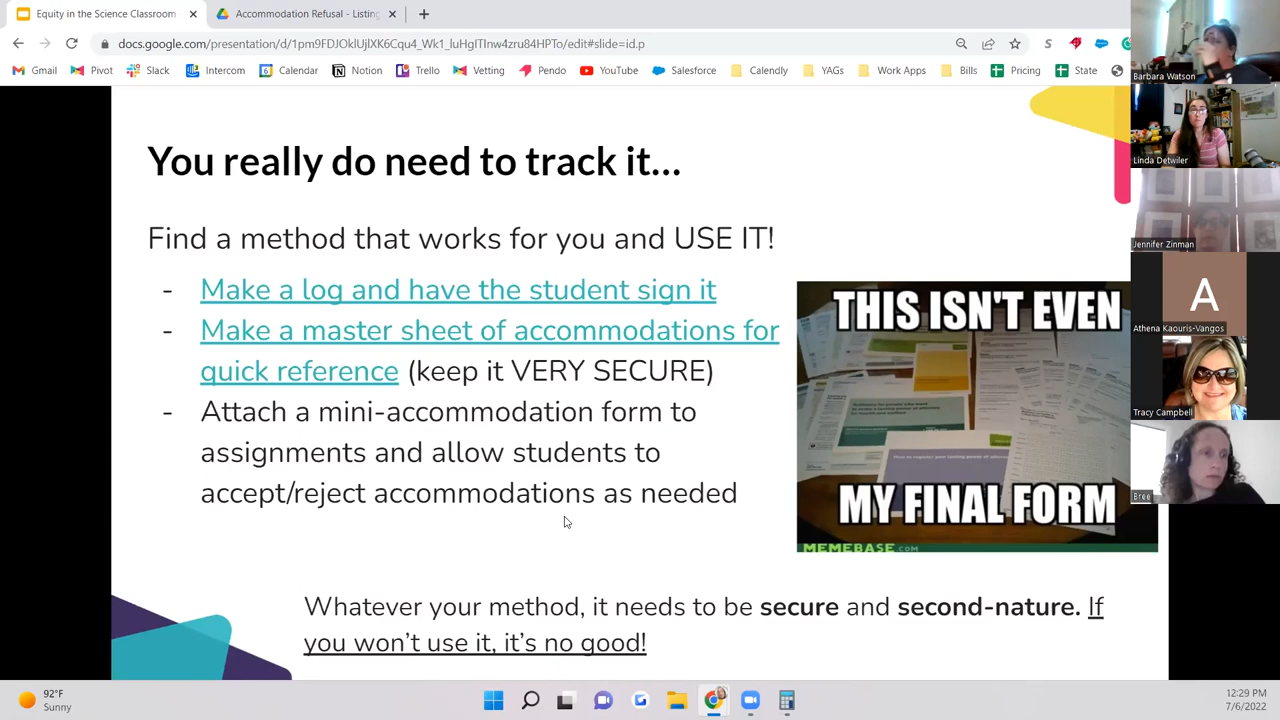 Equity in the Science Classroom
Accommodation Refusal - Listing
docs.google.com/presentation/d/
Gmail
Pivot
Slack
Intercom
Calendar
Notion
Trello
Vetting
Pendo
YouTube
Salesforce
Calendly
YAGs
Work Apps
Bills
Pricing
State
You really do need to track it...
Find a method that works for you and USE IT!
- Make a log and have the student sign it
- Make a master sheet of accommodations for
quick reference (keep it VERY SECURE)
- Attach a mini-accommodation form to
assignments and allow students to
accept/reject accommodations as needed
THIS ISN'T EVEN
MY FINAL FORM
MEMEBASE.COM
Whatever your method, it needs to be secure and second-nature. If
you won't use it, it's no good!
Barbara Watson
Linda Detwiler
Jennifer Zinman
A
Athena Kaouris-Vangos
Tracy Campbell
Bree
92°F
Sunny
12:29 PM
7/6/2022